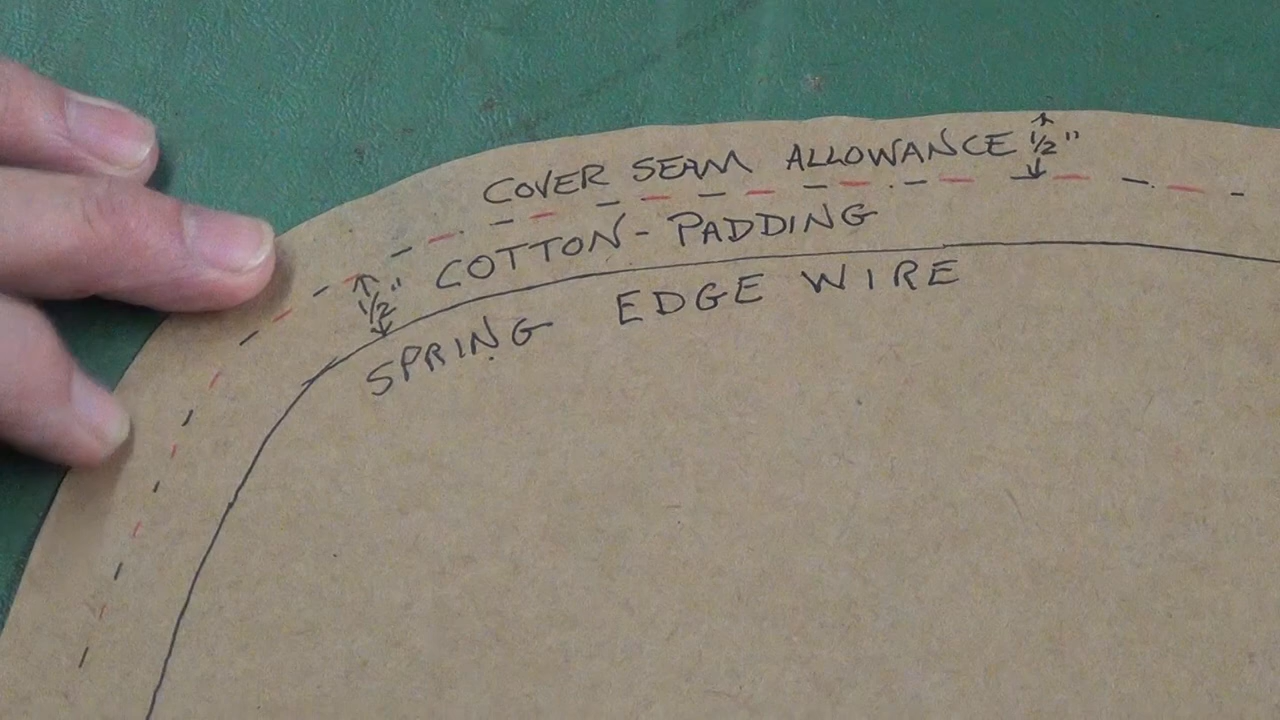 COVER SEAM ALLOWANCE 1/2"
COTTON-PADDING
1/2"
SPRING EDGE WIRE